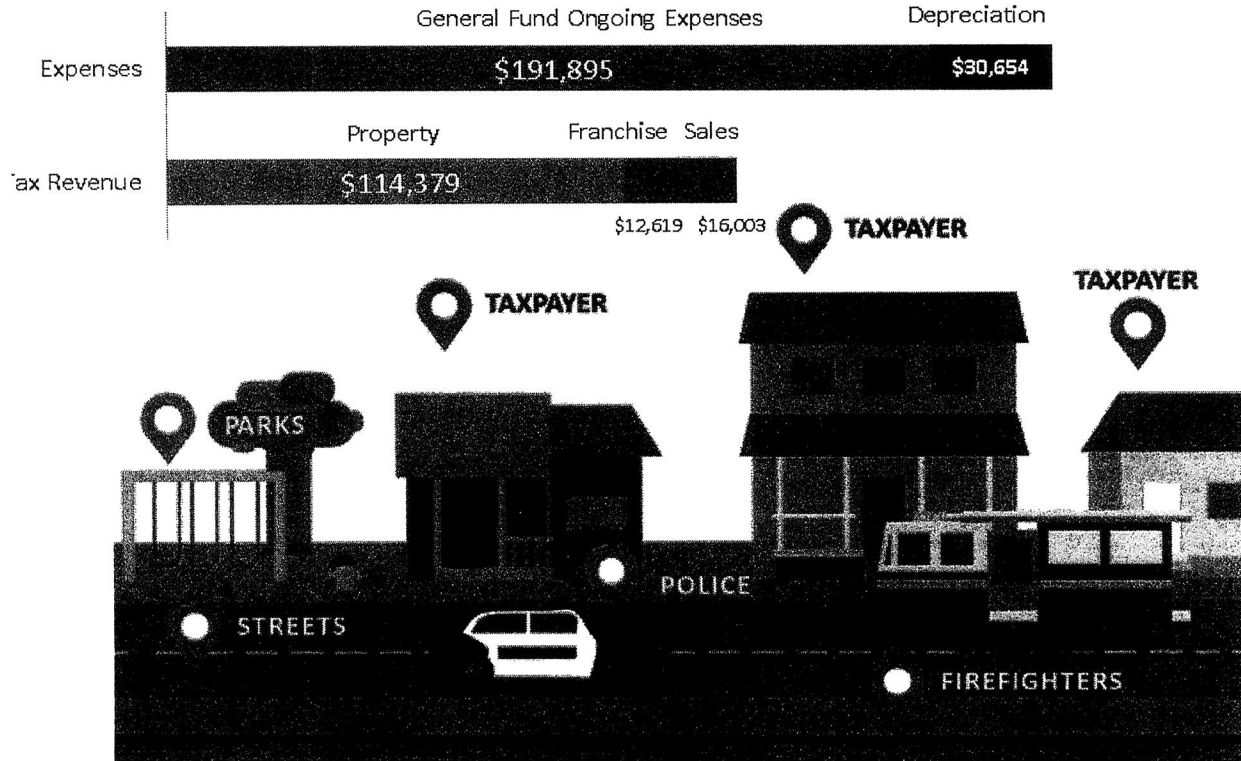 General Fund Ongoing Expenses Depreciation
Expenses $191,895 $30,654
Property Franchise Sales
ax Revenue $114,379
$12,619 $16,003
TAXPAYER
TAXPAYER
TAXPAYER
PARKS
POLICE
STREETS
FIREFIGHTERS